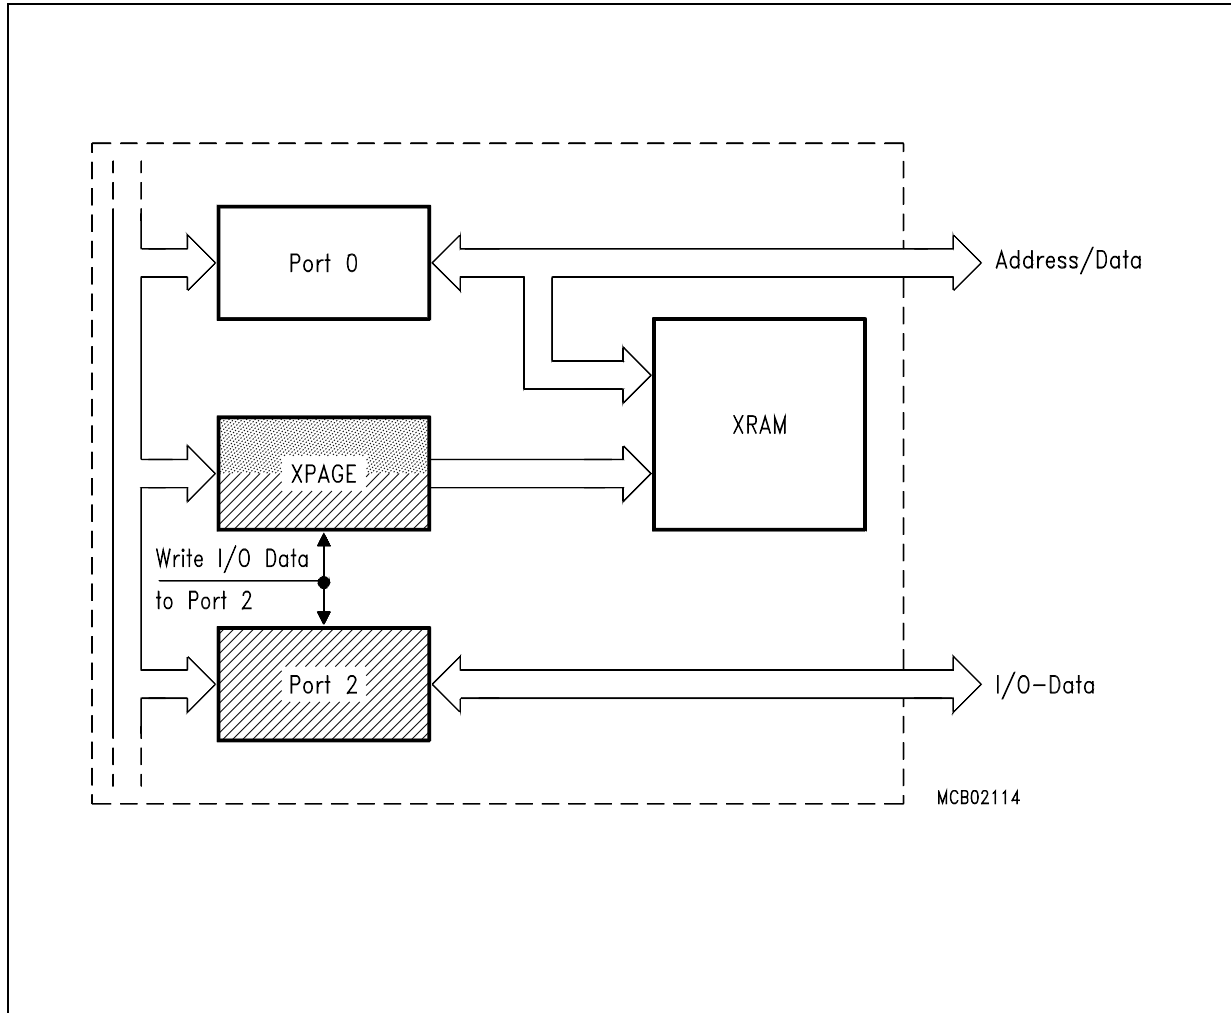 Port 0
Address/Data
XRAM
XPAGE
Write I/O Data
to Port 2
Port 2
I/O-Data
MCB02114